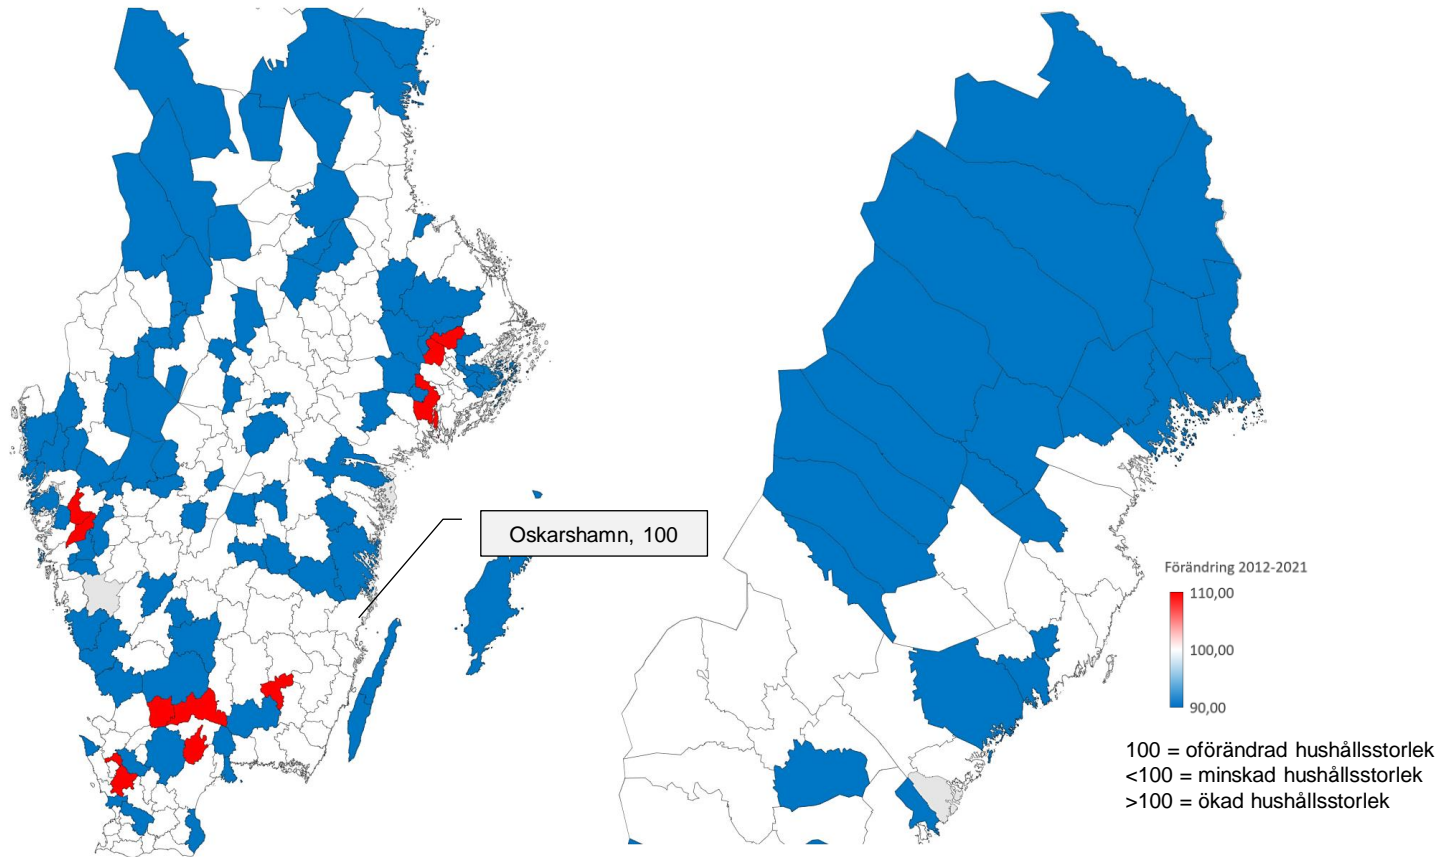 Oskarshamn, 100
Förändring 2012-2021
110,00
100,00
90,00
100 = oförändrad hushållsstorlek
<100 = minskad hushållsstorlek
>100 = ökad hushållsstorlek